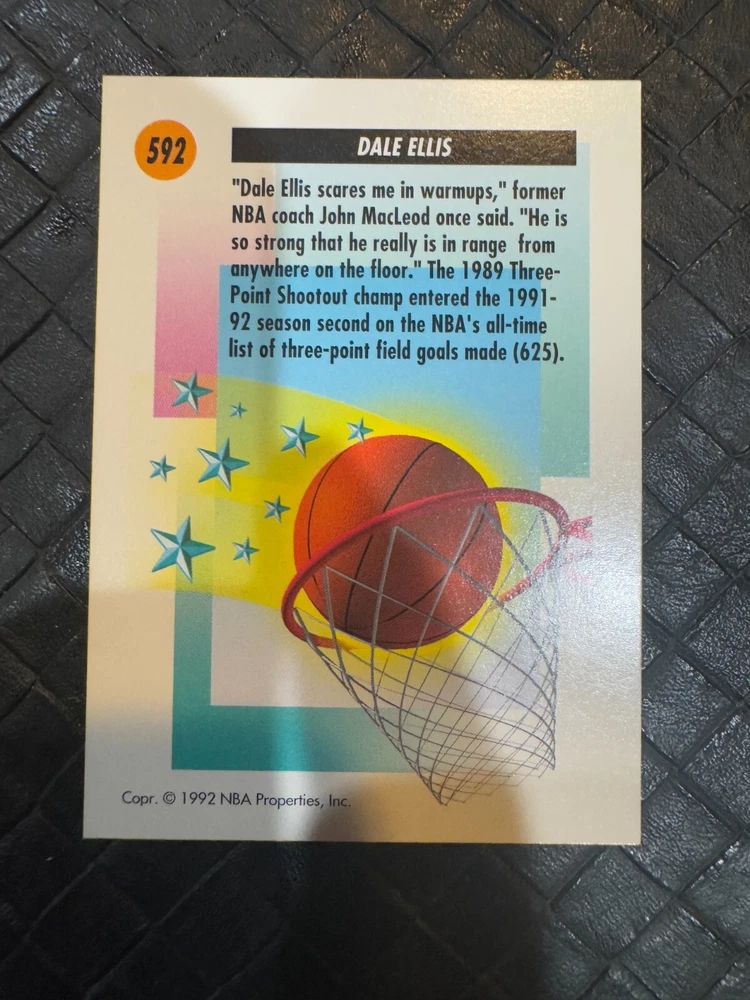 592
DALE ELLIS
"Dale Ellis scares me in warmups," former
NBA coach John MacLeod once said. "He is
so strong that he really is in range from
anywhere on the floor." The 1989 Three-
Point Shootout champ entered the 1991-
92 season second on the NBA's all-time
list of three-point field goals made (625).
Copr. © 1992 NBA Properties, Inc.